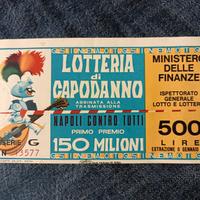 LOTTERIA
di
CAPODANNO
ABBINATA ALLA
TRASMISSIONE
NAPOLI CONTRO TUTTI
PRIMO PREMIO
150 MILIONI
SERIE G
N 73577
MINISTERO
DELLE
FINANZE
ISPETTORATO
GENERALE
LOTTO E LOTTERIE
500
LIRE
ESTRAZIONE 6 GENNAIO